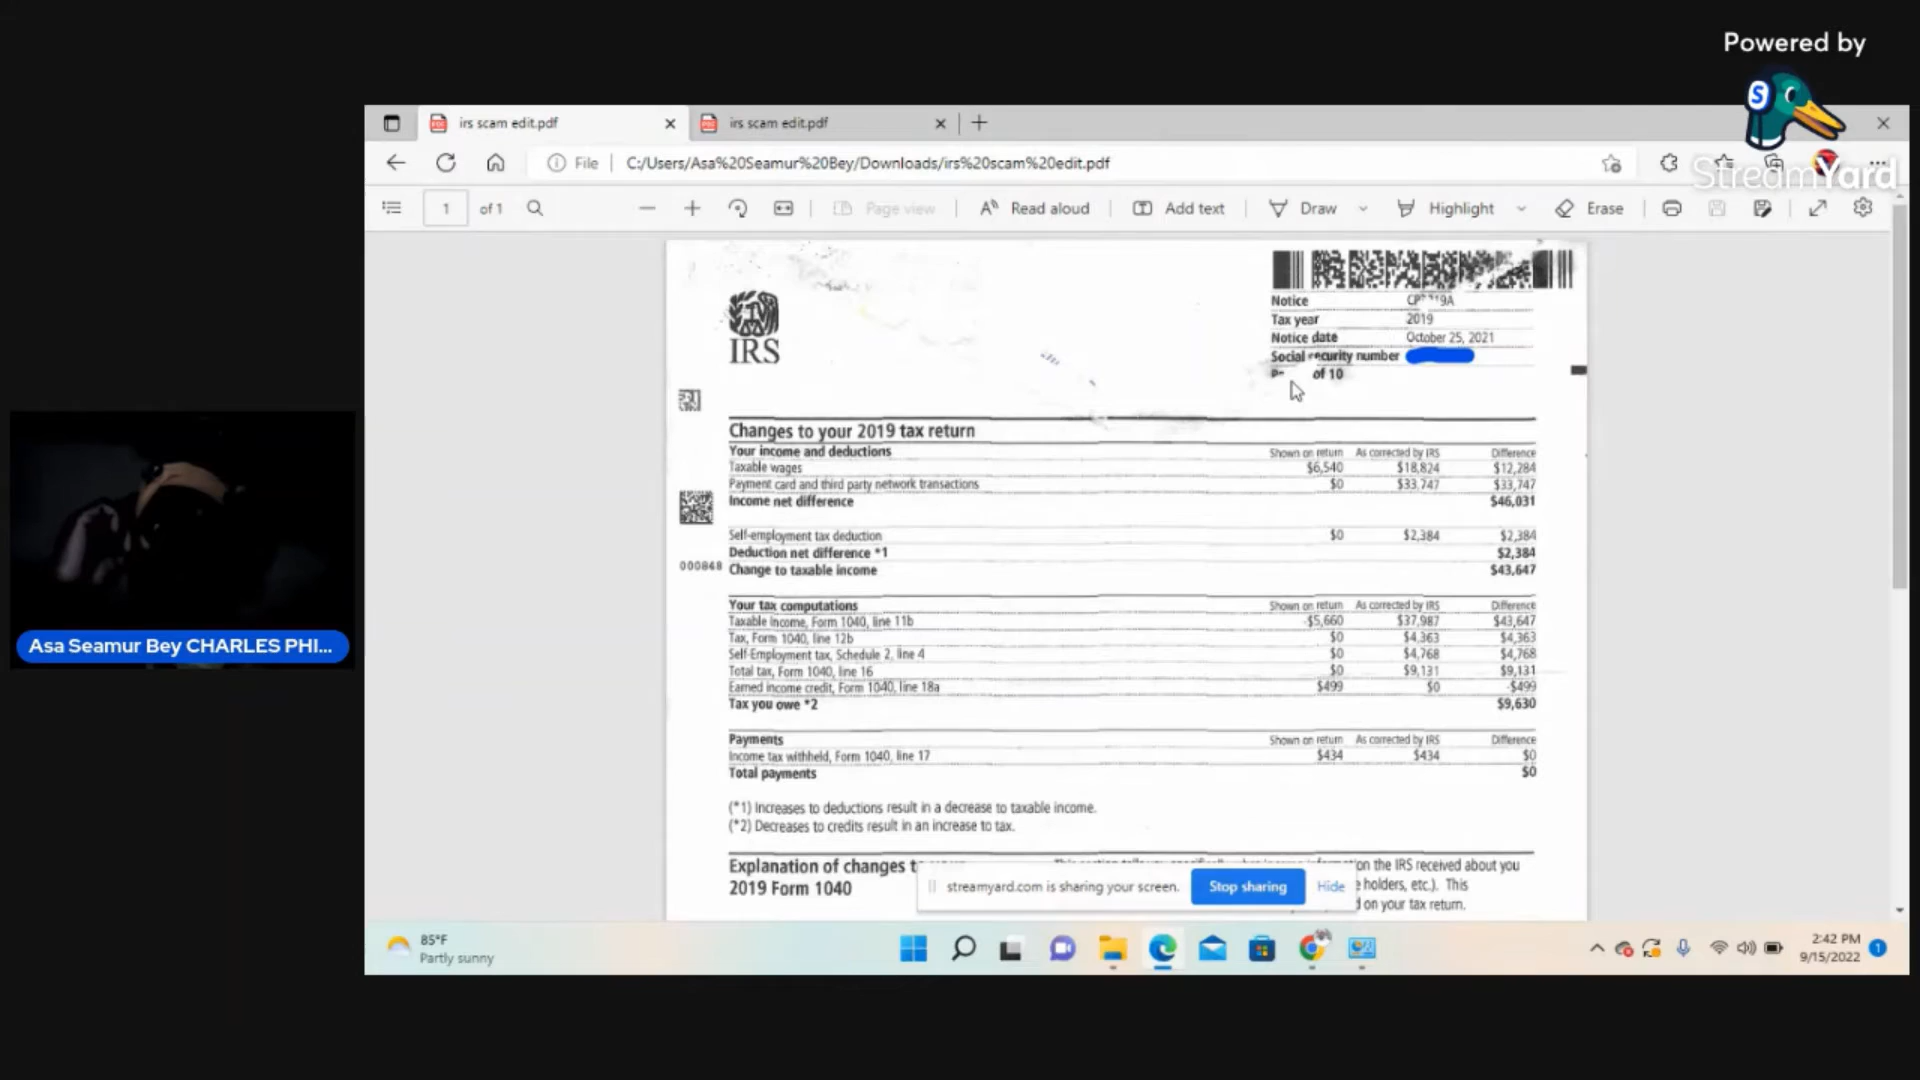 Powered by
StreamYard
irs scam edit.pdf
irs scam edit.pdf
File
C:/Users/Asa%20Seamur%20Bey/Downloads/irs%20scam%20edit.pdf
1 of 1
Page view
Read aloud
Add text
Draw
Highlight
Erase
IRS
Notice
Tax year 2019
Notice date October 25, 2021
Social security number
of 10
Changes to your 2019 tax return
Your income and deductions Shown on return As corrected by IRS Difference
Taxable wages $6,540 $18,824 $12,284
Payment card and third party network transactions $0 $33,747 $33,747
Income net difference $46,031
Self-employment tax deduction $0 $2,384 $2,384
Deduction net difference *1 $2,384
000848 Change to taxable income $43,647
Your tax computations Shown on return As corrected by IRS Difference
Taxable income, Form 1040, line 11b -$5,660 $37,987 $43,647
Tax, Form 1040, line 12b $0 $4,363 $4,363
Self-Employment tax, Schedule 2, line 4 $0 $4,768 $4,768
Total tax, Form 1040, line 16 $0 $9,131 $9,131
Earned income credit, Form 1040, line 18a $499 $0 -$499
Tax you owe *2 $9,630
Payments Shown on return As corrected by IRS Difference
Income tax withheld, Form 1040, line 17 $434 $434 $0
Total payments $0
(*1) Increases to deductions result in a decrease to taxable income.
(*2) Decreases to credits result in an increase to tax.
Explanation of changes
2019 Form 1040
the IRS received about you
holders, etc.). This
on your tax return.
streamyard.com is sharing your screen.
Stop sharing
Hide
Asa Seamur Bey CHARLES PHI...
85°F
Partly sunny
2:42 PM
9/15/2022
1